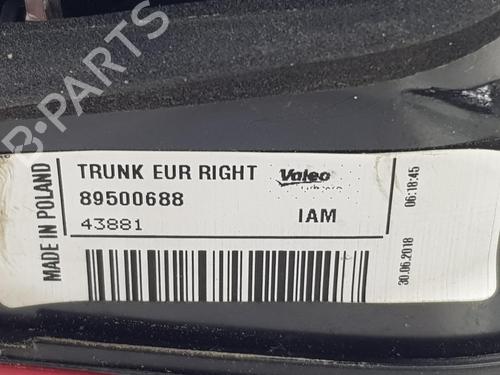 B-PARTS
MADE IN POLAND
TRUNK EUR RIGHT
Valeo
89500688
IAM
43881
06:18:45
30.06.2018